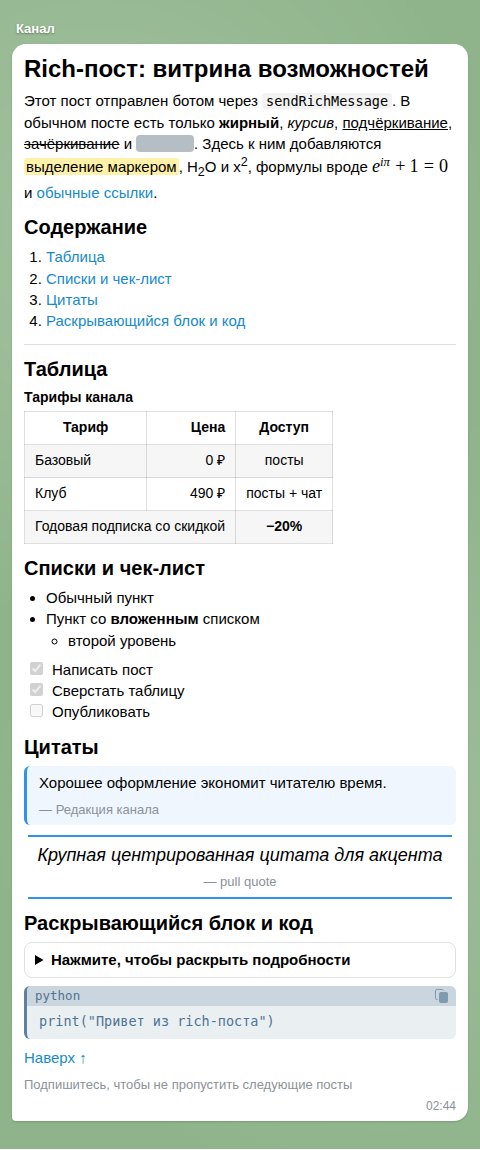 Канал
Rich-пост: витрина возможностей
Этот пост отправлен ботом через sendRichMessage. В
обычном посте есть только жирный, курсив, подчёркивание,
зачёркивание и . Здесь к ним добавляются
выделение маркером, H₂O и x², формулы вроде e^{iπ} + 1 = 0
и обычные ссылки.
Содержание
1. Таблица
2. Списки и чек-лист
3. Цитаты
4. Раскрывающийся блок и код
Таблица
Тарифы канала
Тариф Цена Доступ
Базовый 0 ₽ посты
Клуб 490 ₽ посты + чат
Годовая подписка со скидкой −20%
Списки и чек-лист
• Обычный пункт
• Пункт со вложенным списком
◦ второй уровень
Написать пост
Сверстать таблицу
Опубликовать
Цитаты
Хорошее оформление экономит читателю время.
— Редакция канала
Крупная центрированная цитата для акцента
— pull quote
Раскрывающийся блок и код
▶ Нажмите, чтобы раскрыть подробности
python
print("Привет из rich-поста")
Наверх ↑
Подпишитесь, чтобы не пропустить следующие посты
02:44